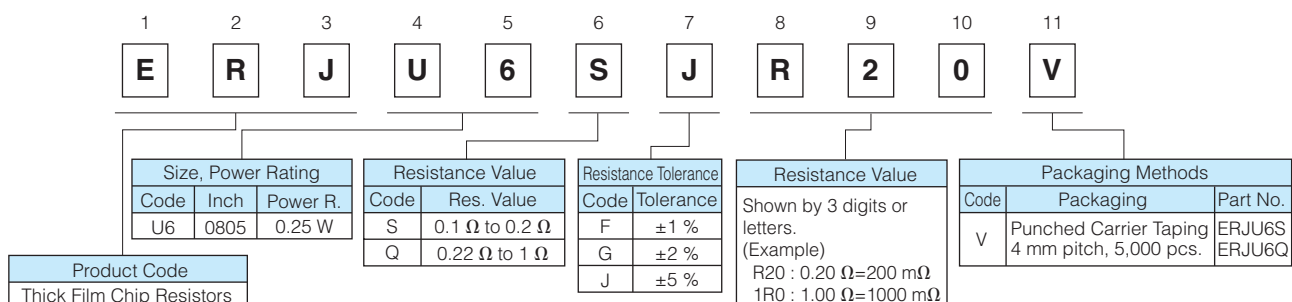 1 2 3 4 5 6 7 8 9 10 11
E R J U 6 S J R 2 0 V
Size, Power Rating
Code Inch Power R.
U6 0805 0.25 W
Product Code
Thick Film Chip Resistors
Resistance Value
Code Res. Value
S 0.1 Ω to 0.2 Ω
Q 0.22 Ω to 1 Ω
Resistance Tolerance
Code Tolerance
F ±1 %
G ±2 %
J ±5 %
Resistance Value
Shown by 3 digits or
letters.
(Example)
R20 : 0.20 Ω=200 mΩ
1R0 : 1.00 Ω=1000 mΩ
Packaging Methods
Code Packaging Part No.
V Punched Carrier Taping ERJU6S
4 mm pitch, 5,000 pcs. ERJU6Q